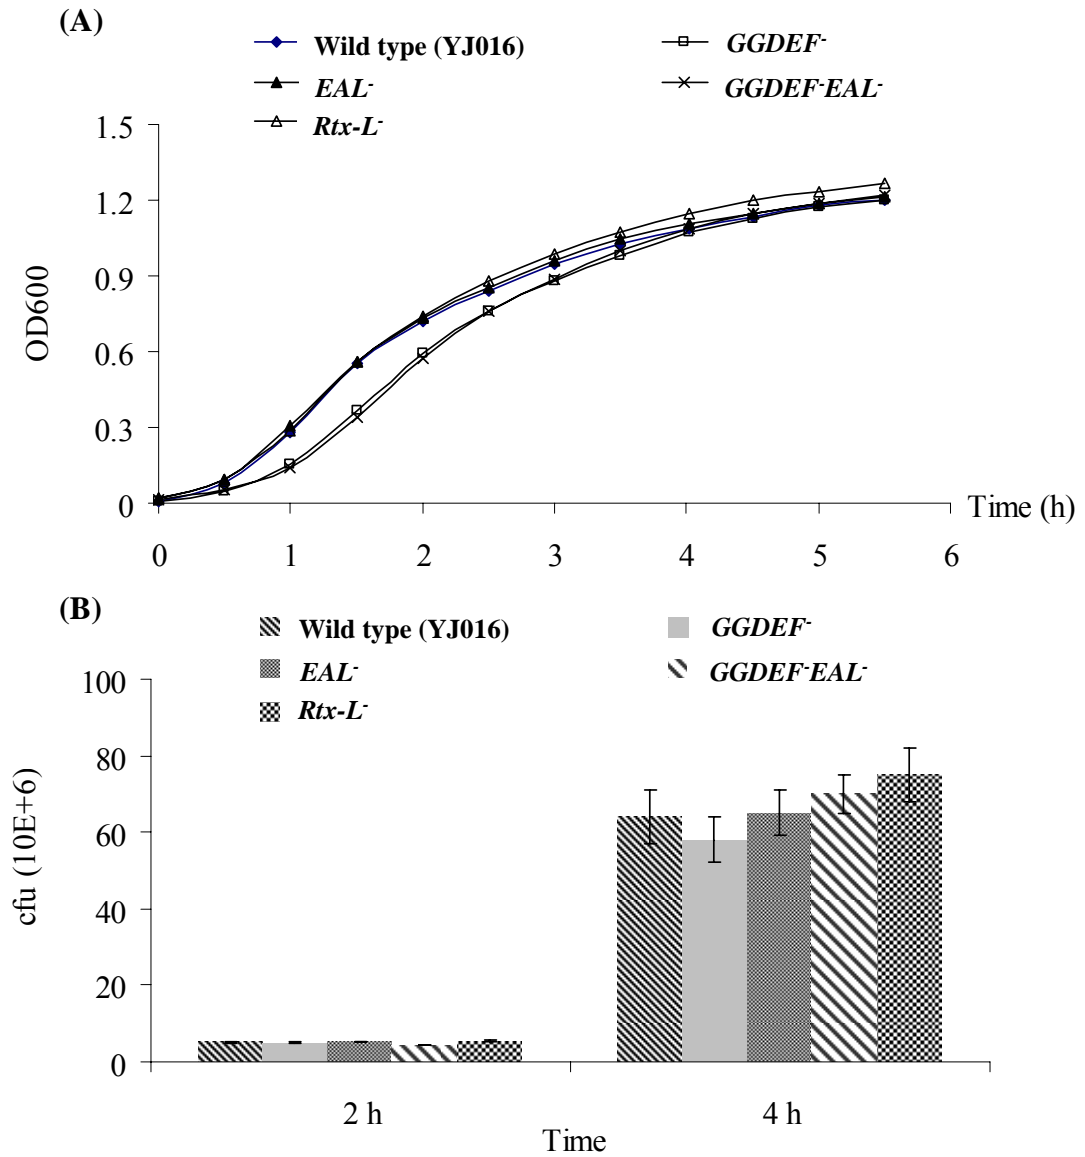 (A)
Wild type (YJ016)
GGDEF⁻
EAL⁻
GGDEF⁻EAL⁻
Rtx-L⁻
1.5
1.2
0.9
0.6
0.3
0
OD600
0 1 2 3 4 5 6
Time (h)
(B)
Wild type (YJ016)
GGDEF⁻
EAL⁻
GGDEF⁻EAL⁻
Rtx-L⁻
100
80
60
40
20
0
cfu (10E+6)
2 h 4 h
Time